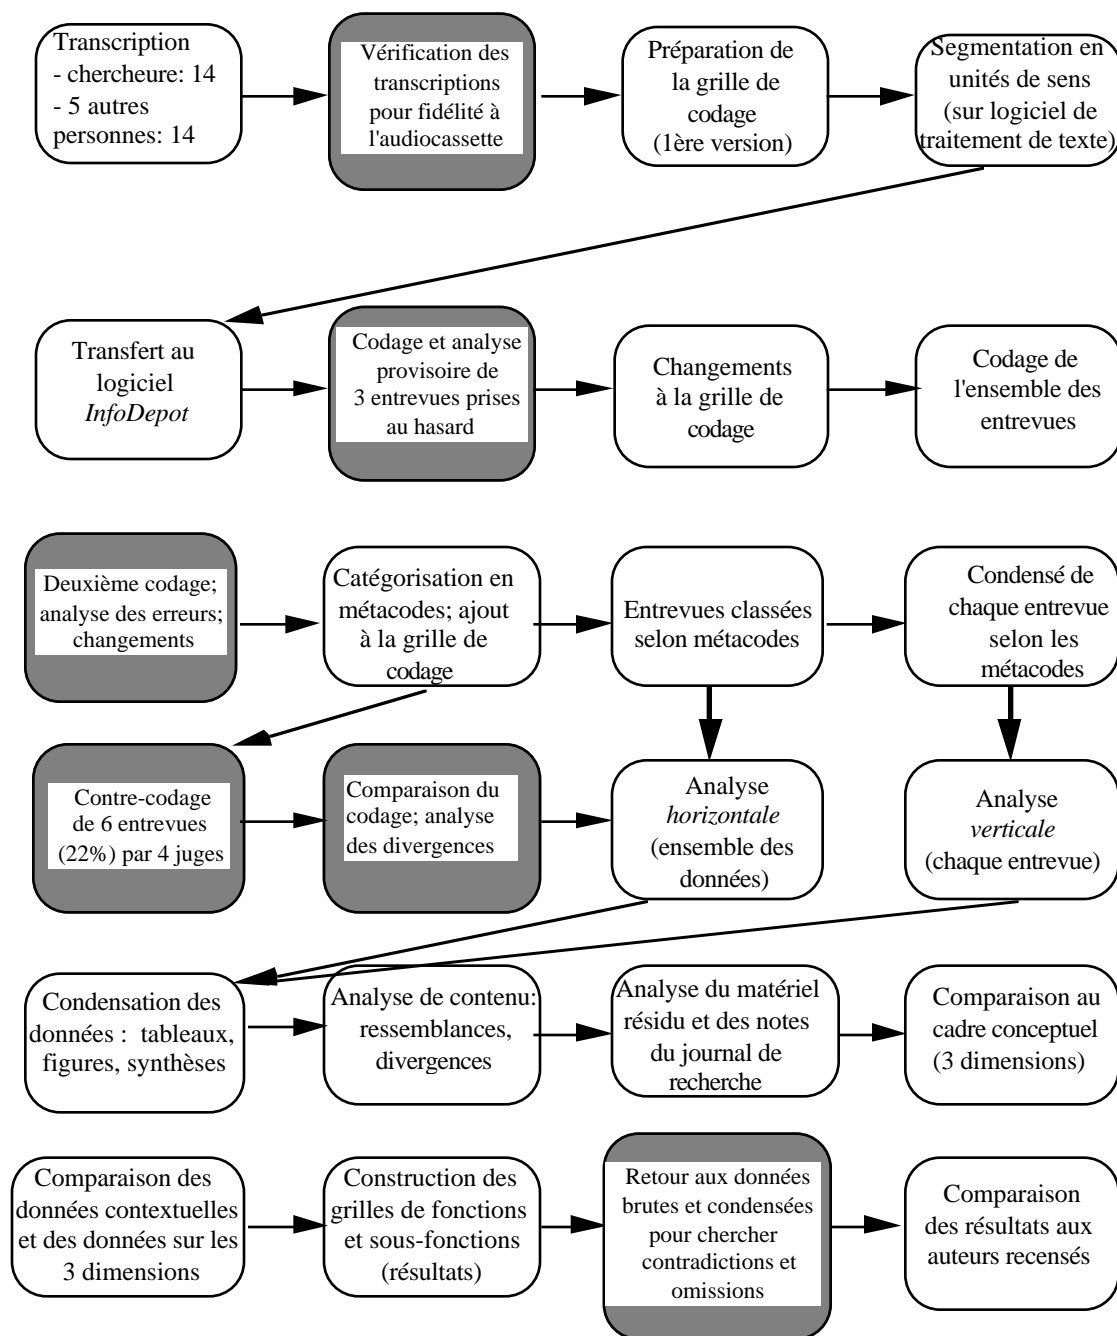 Transcription
- chercheure: 14
- 5 autres
personnes: 14
Vérification des
transcriptions
pour fidélité à
l'audiocassette
Préparation de
la grille de
codage
(1ère version)
Segmentation en
unités de sens
(sur logiciel de
traitement de texte)
Transfert au
logiciel
InfoDepot
Codage et analyse
provisoire de
3 entrevues prises
au hasard
Changements
à la grille de
codage
Codage de
l'ensemble des
entrevues
Deuxième codage;
analyse des erreurs;
changements
Catégorisation en
métacodes; ajout
à la grille de
codage
Entrevues classées
selon métacodes
Condensé de
chaque entrevue
selon les
métacodes
Contre-codage
de 6 entrevues
(22%) par 4 juges
Comparaison du
codage; analyse
des divergences
Analyse
horizontale
(ensemble des
données)
Analyse
verticale
(chaque entrevue)
Condensation des
données : tableaux,
figures, synthèses
Analyse de contenu:
ressemblances,
divergences
Analyse du matériel
résidu et des notes
du journal de
recherche
Comparaison au
cadre conceptuel
(3 dimensions)
Comparaison des
données contextuelles
et des données sur les
3 dimensions
Construction des
grilles de fonctions
et sous-fonctions
(résultats)
Retour aux données
brutes et condensées
pour chercher
contradictions et
omissions
Comparaison
des résultats aux
auteurs recensés